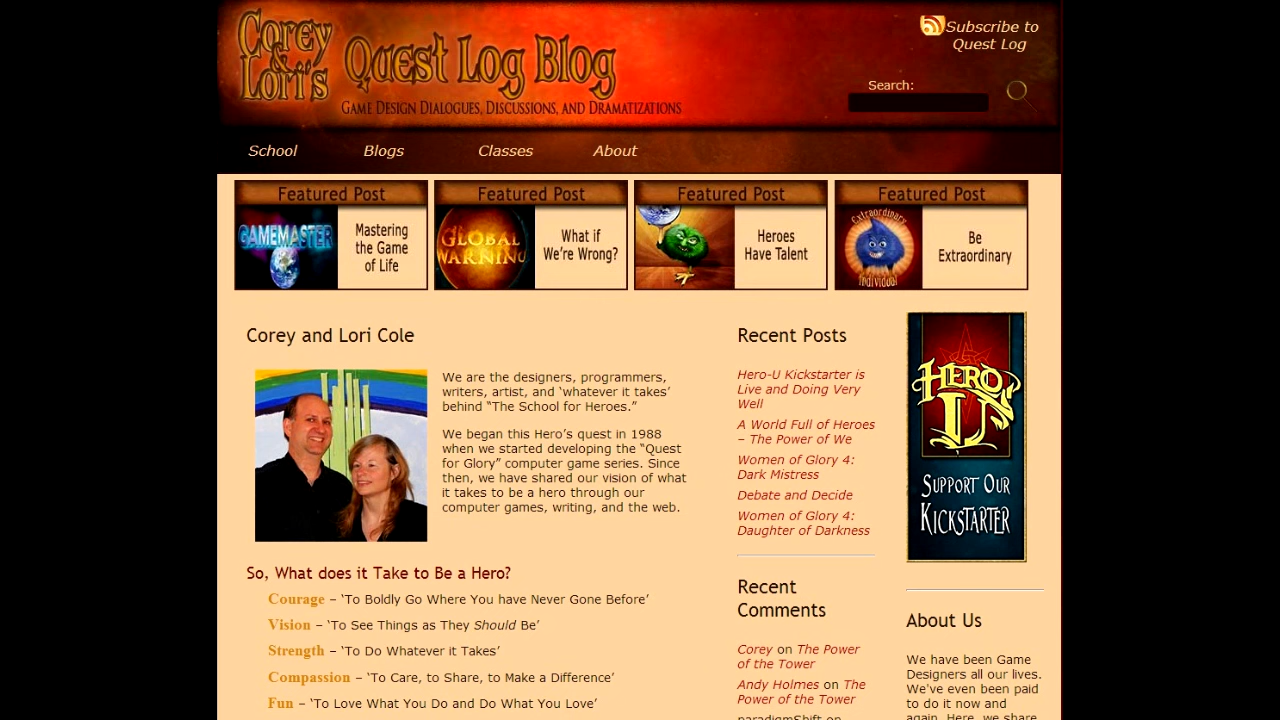 Corey
&
Lori's
Quest Log Blog
Game Design Dialogues, Discussions, and Dramatizations
Subscribe to
Quest Log
Search:
School
Blogs
Classes
About
Featured Post
GAMEMASTER
Mastering
the Game
of Life
Featured Post
GLOBAL
WARNING
What if
We're Wrong?
Featured Post
Heroes
Have Talent
Featured Post
Extraordinary
Individual
Be
Extraordinary
Corey and Lori Cole
We are the designers, programmers,
writers, artist, and ‘whatever it takes’
behind “The School for Heroes.”
We began this Hero’s quest in 1988
when we started developing the “Quest
for Glory” computer game series. Since
then, we have shared our vision of what
it takes to be a hero through our
computer games, writing, and the web.
So, What does it Take to Be a Hero?
Courage – ‘To Boldly Go Where You have Never Gone Before’
Vision – ‘To See Things as They Should Be’
Strength – ‘To Do Whatever it Takes’
Compassion – ‘To Care, to Share, to Make a Difference’
Fun – ‘To Love What You Do and Do What You Love’
Recent Posts
Hero-U Kickstarter is
Live and Doing Very
Well
A World Full of Heroes
– The Power of We
Women of Glory 4:
Dark Mistress
Debate and Decide
Women of Glory 4:
Daughter of Darkness
Recent
Comments
Corey on The Power
of the Tower
Andy Holmes on The
Power of the Tower
paradigmShift on
HERO
U
Support Our
Kickstarter
About Us
We have been Game
Designers all our lives.
We've even been paid
to do it now and
again. Here, we share